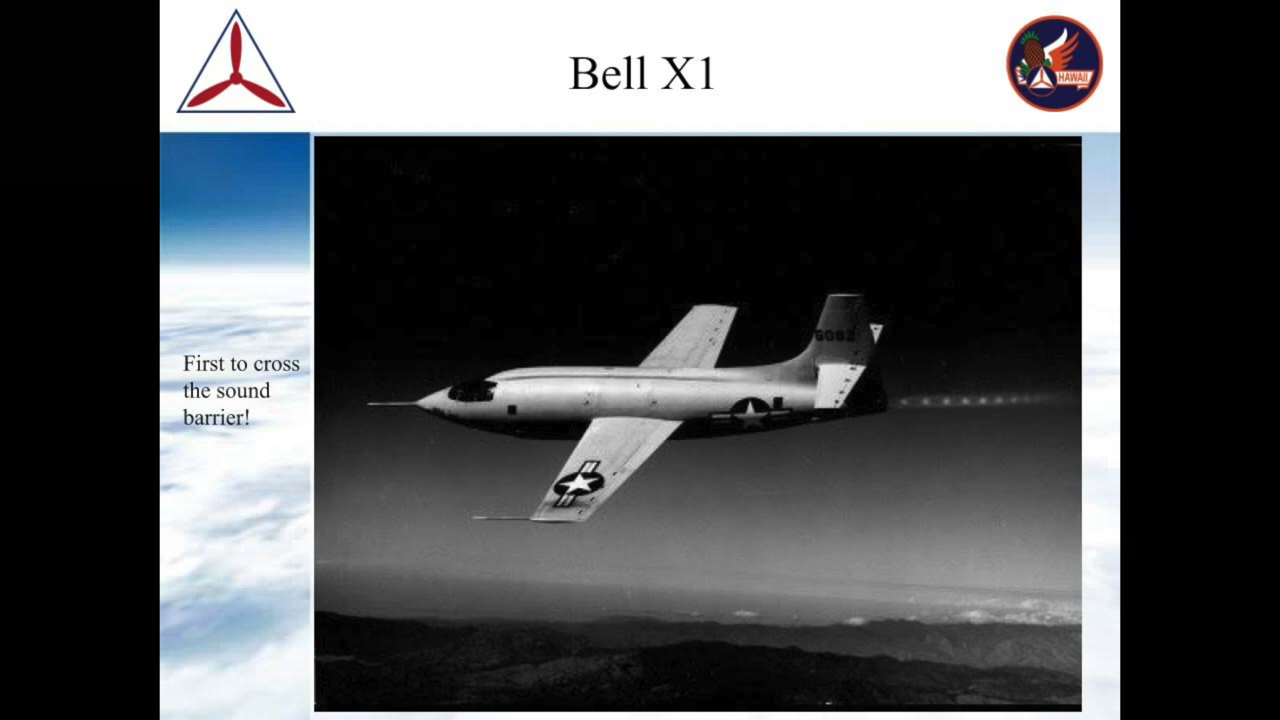 Bell X1
HAWAII
First to cross
the sound
barrier!